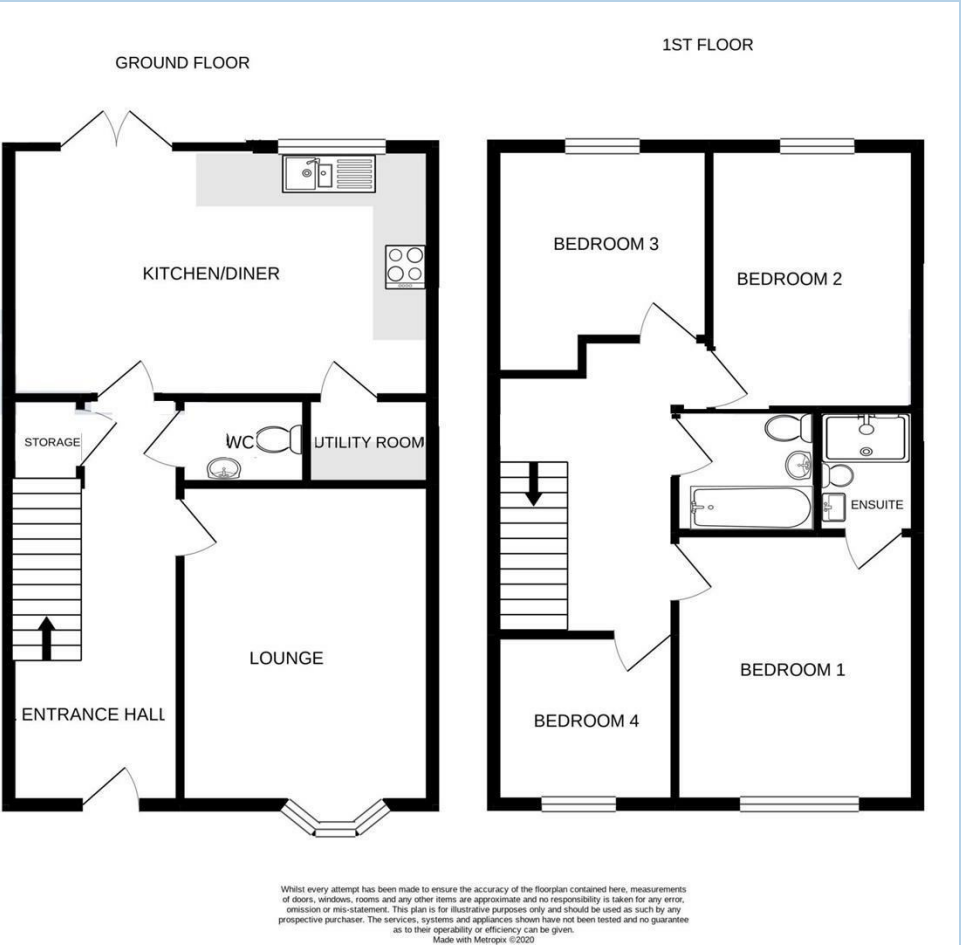 GROUND FLOOR
1ST FLOOR
KITCHEN/DINER
STORAGE
WC
UTILITY ROOM
LOUNGE
ENTRANCE HALL
BEDROOM 3
BEDROOM 2
ENSUITE
BEDROOM 1
BEDROOM 4
Whilst every attempt has been made to ensure the accuracy of the floorplan contained here, measurements
of doors, windows, rooms and any other items are approximate and no responsibility is taken for any error,
omission or mis-statement. This plan is for illustrative purposes only and should be used as such by any
prospective purchaser. The services, systems and appliances shown have not been tested and no guarantee
as to their operability or efficiency can be given.
Made with Metropix ©2020